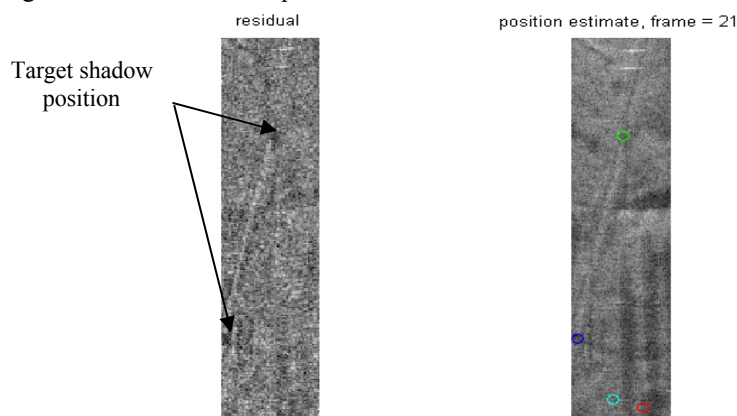 residual
position estimate, frame = 21
Target shadow
position